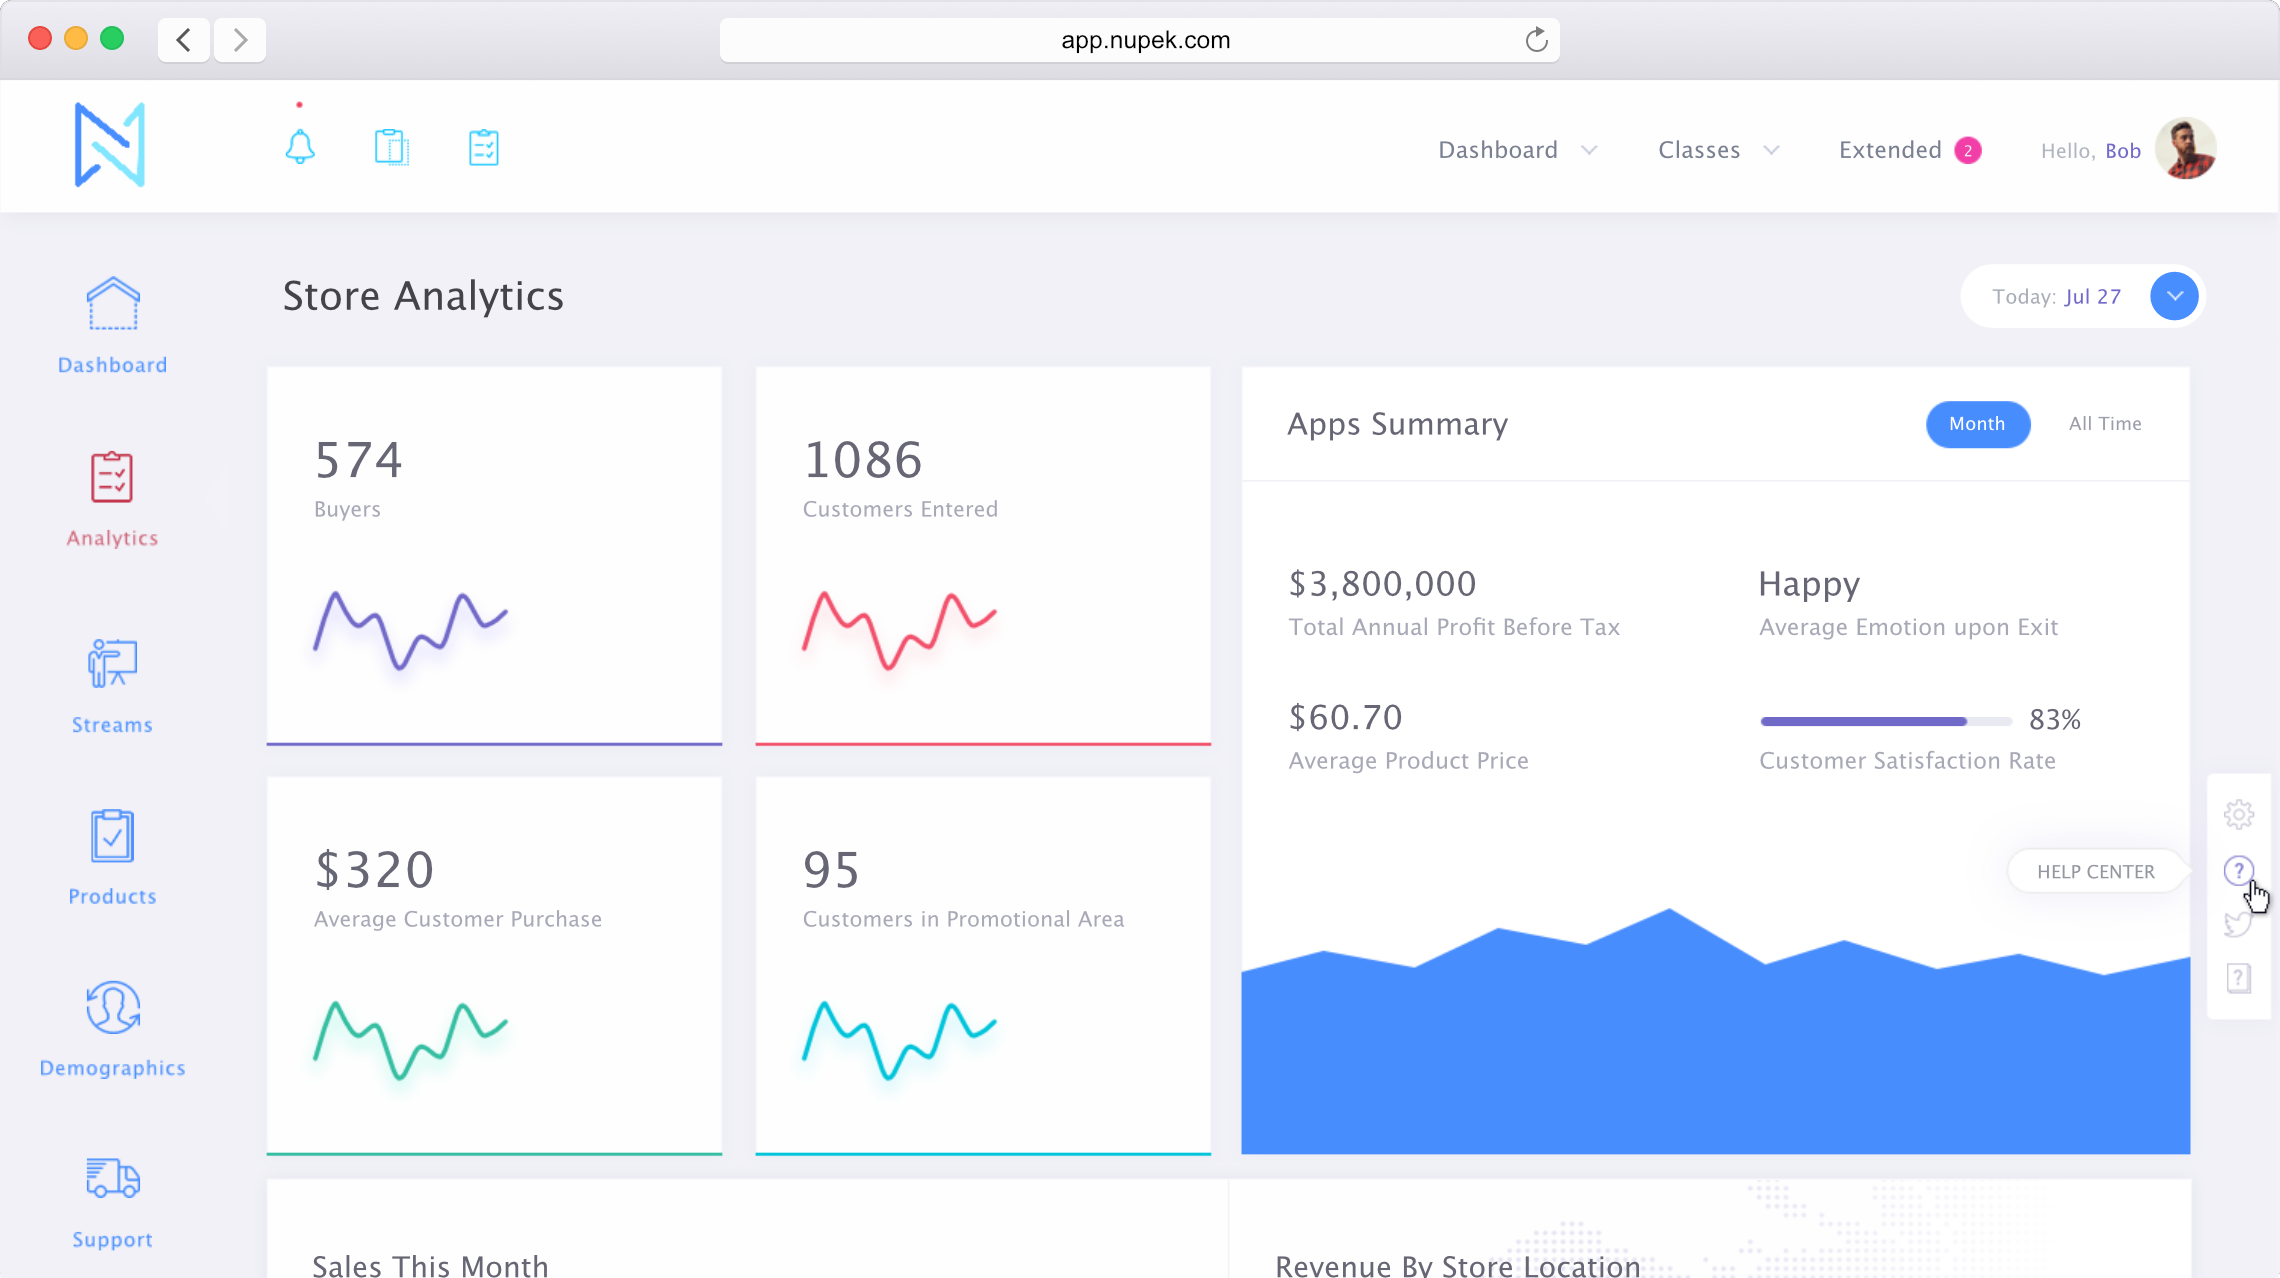 app.nupek.com
Dashboard
Classes
Extended 2
Hello, Bob
Store Analytics
Today: Jul 27
Dashboard
Analytics
Streams
Products
Demographics
Support
574
Buyers
1086
Customers Entered
$320
Average Customer Purchase
95
Customers in Promotional Area
Apps Summary
Month
All Time
$3,800,000
Total Annual Profit Before Tax
Happy
Average Emotion upon Exit
$60.70
Average Product Price
83%
Customer Satisfaction Rate
HELP CENTER
?
?
Sales This Month
Revenue By Store Location